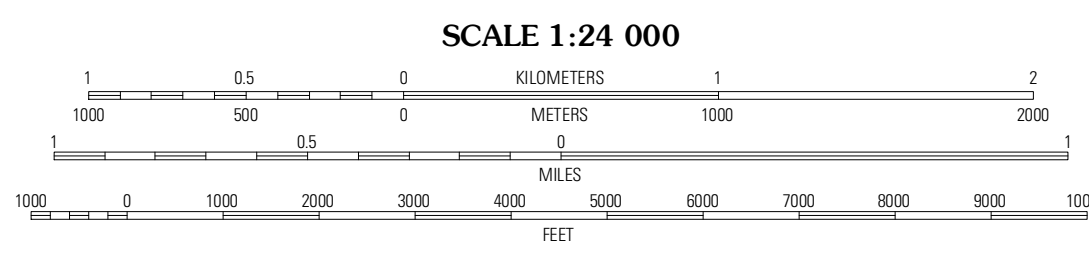 SCALE 1:24 000
1 0.5 0 KILOMETERS 1 2
1000 500 0 METERS 1000 2000
1 0.5 0 1
MILES
1000 0 1000 2000 3000 4000 5000 6000 7000 8000 9000 100
FEET